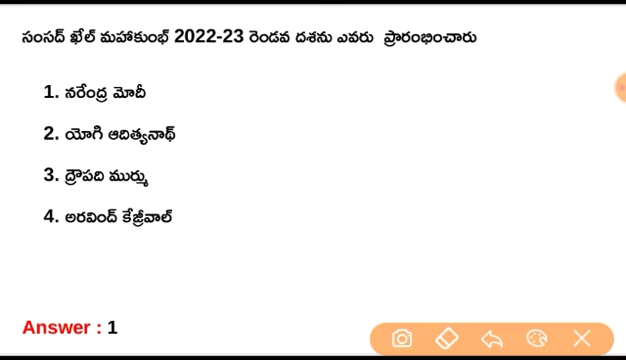 సంసద్ ఖేల్ మహాకుంభ్ 2022-23 రెండవ దశను ఎవరు ప్రారంభించారు
1. నరేంద్ర మోదీ
2. యోగి ఆదిత్యనాథ్
3. ద్రౌపది ముర్ము
4. అరవింద్ కేజ్రీవాల్
Answer : 1